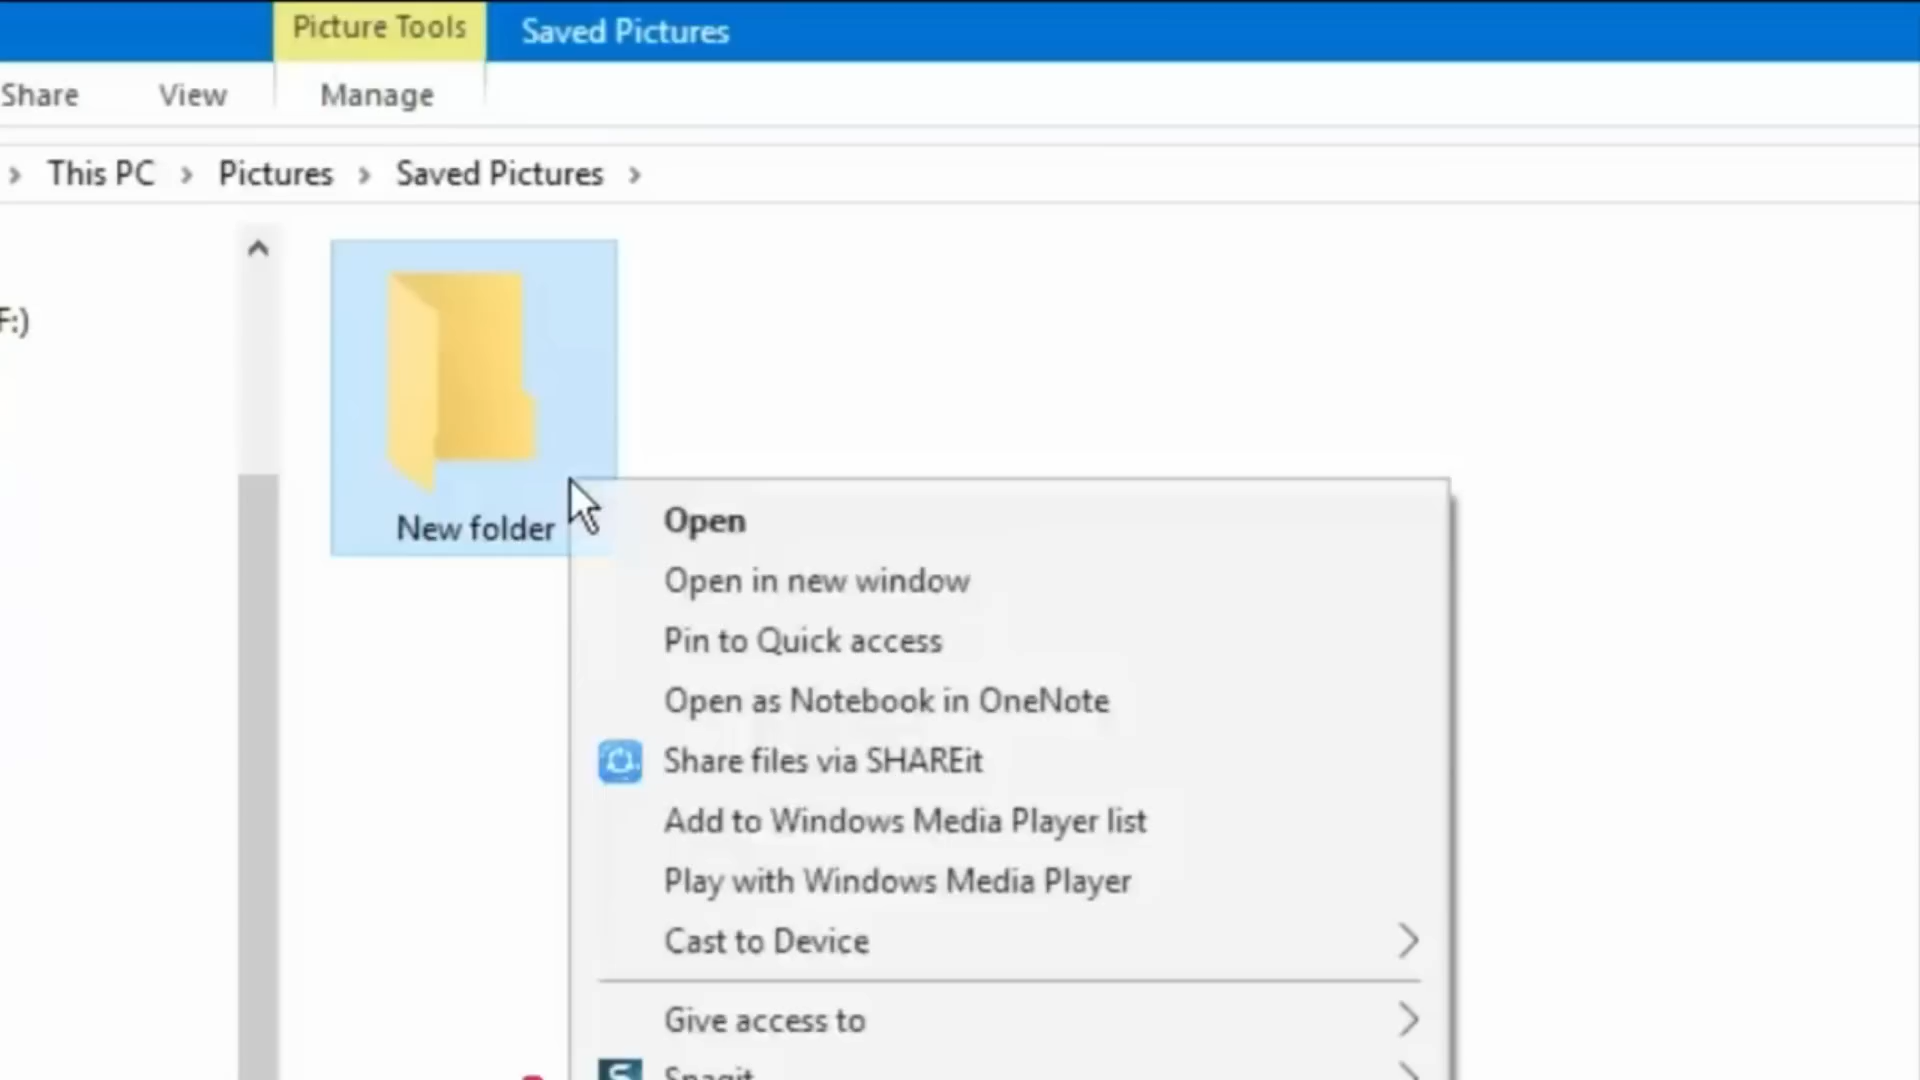 Picture Tools
Saved Pictures
Share
View
Manage
This PC
Pictures
Saved Pictures
F:)
New folder
Open
Open in new window
Pin to Quick access
Open as Notebook in OneNote
Share files via SHAREit
Add to Windows Media Player list
Play with Windows Media Player
Cast to Device
Give access to
Snagit